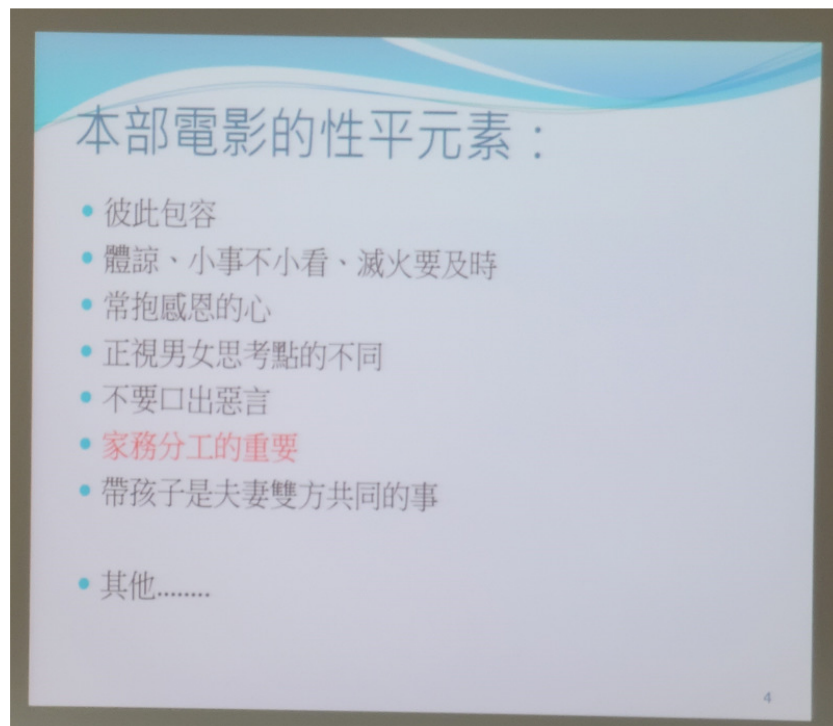 本部電影的性平元素：
• 彼此包容
• 體諒、小事不小看、滅火要及時
• 常抱感恩的心
• 正視男女思考點的不同
• 不要口出惡言
• 家務分工的重要
• 帶孩子是夫妻雙方共同的事
• 其他........
4